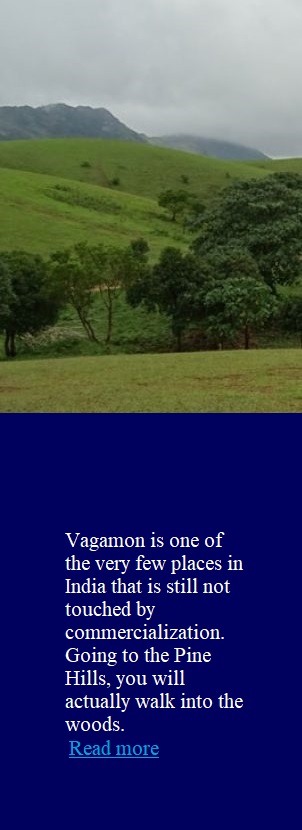 Vagamon is one of
the very few places in
India that is still not
touched by
commercialization.
Going to the Pine
Hills, you will
actually walk into the
woods.
Read more